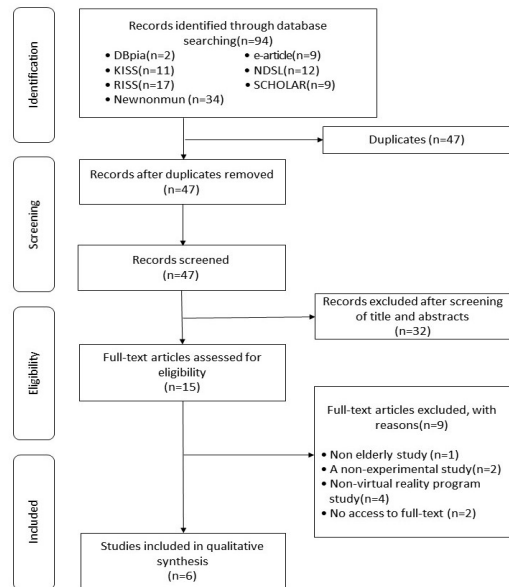 Identification
Records identified through database
searching(n=94)
• DBpia(n=2)
• e-article(n=9)
• KISS(n=11)
• NDSL(n=12)
• RISS(n=17)
• SCHOLAR(n=9)
• Newnonmun (n=34)
Duplicates (n=47)
Screening
Records after duplicates removed
(n=47)
Records screened
(n=47)
Records excluded after screening
of title and abstracts
(n=32)
Eligibility
Full-text articles assessed for
eligibility
(n=15)
Full-text articles excluded, with
reasons(n=9)
• Non elderly study (n=1)
• A non-experimental study(n=2)
• Non-virtual reality program
study(n=4)
• No access to full-text (n=2)
Included
Studies included in qualitative
synthesis
(n=6)